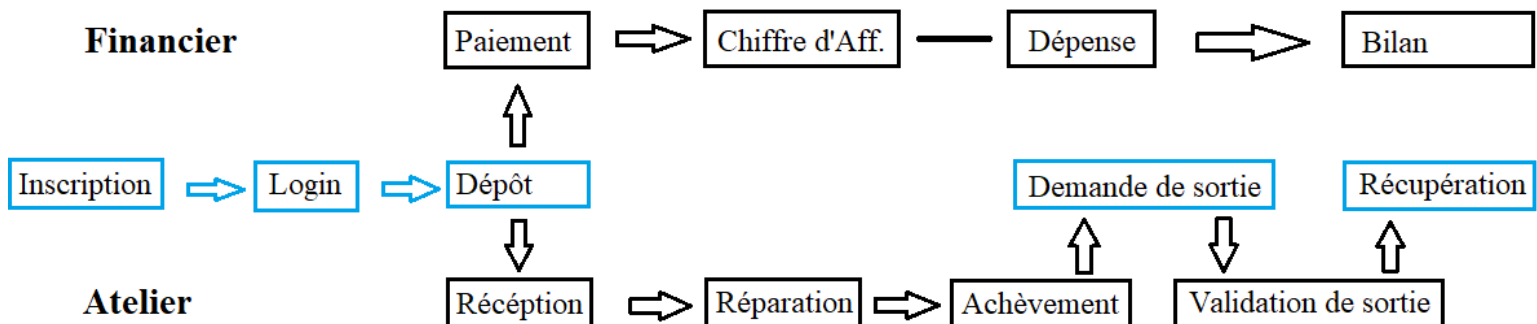 Financier
Paiement
Chiffre d'Aff.
Dépense
Bilan
Inscription
Login
Dépôt
Demande de sortie
Récupération
Atelier
Récéption
Réparation
Achèvement
Validation de sortie